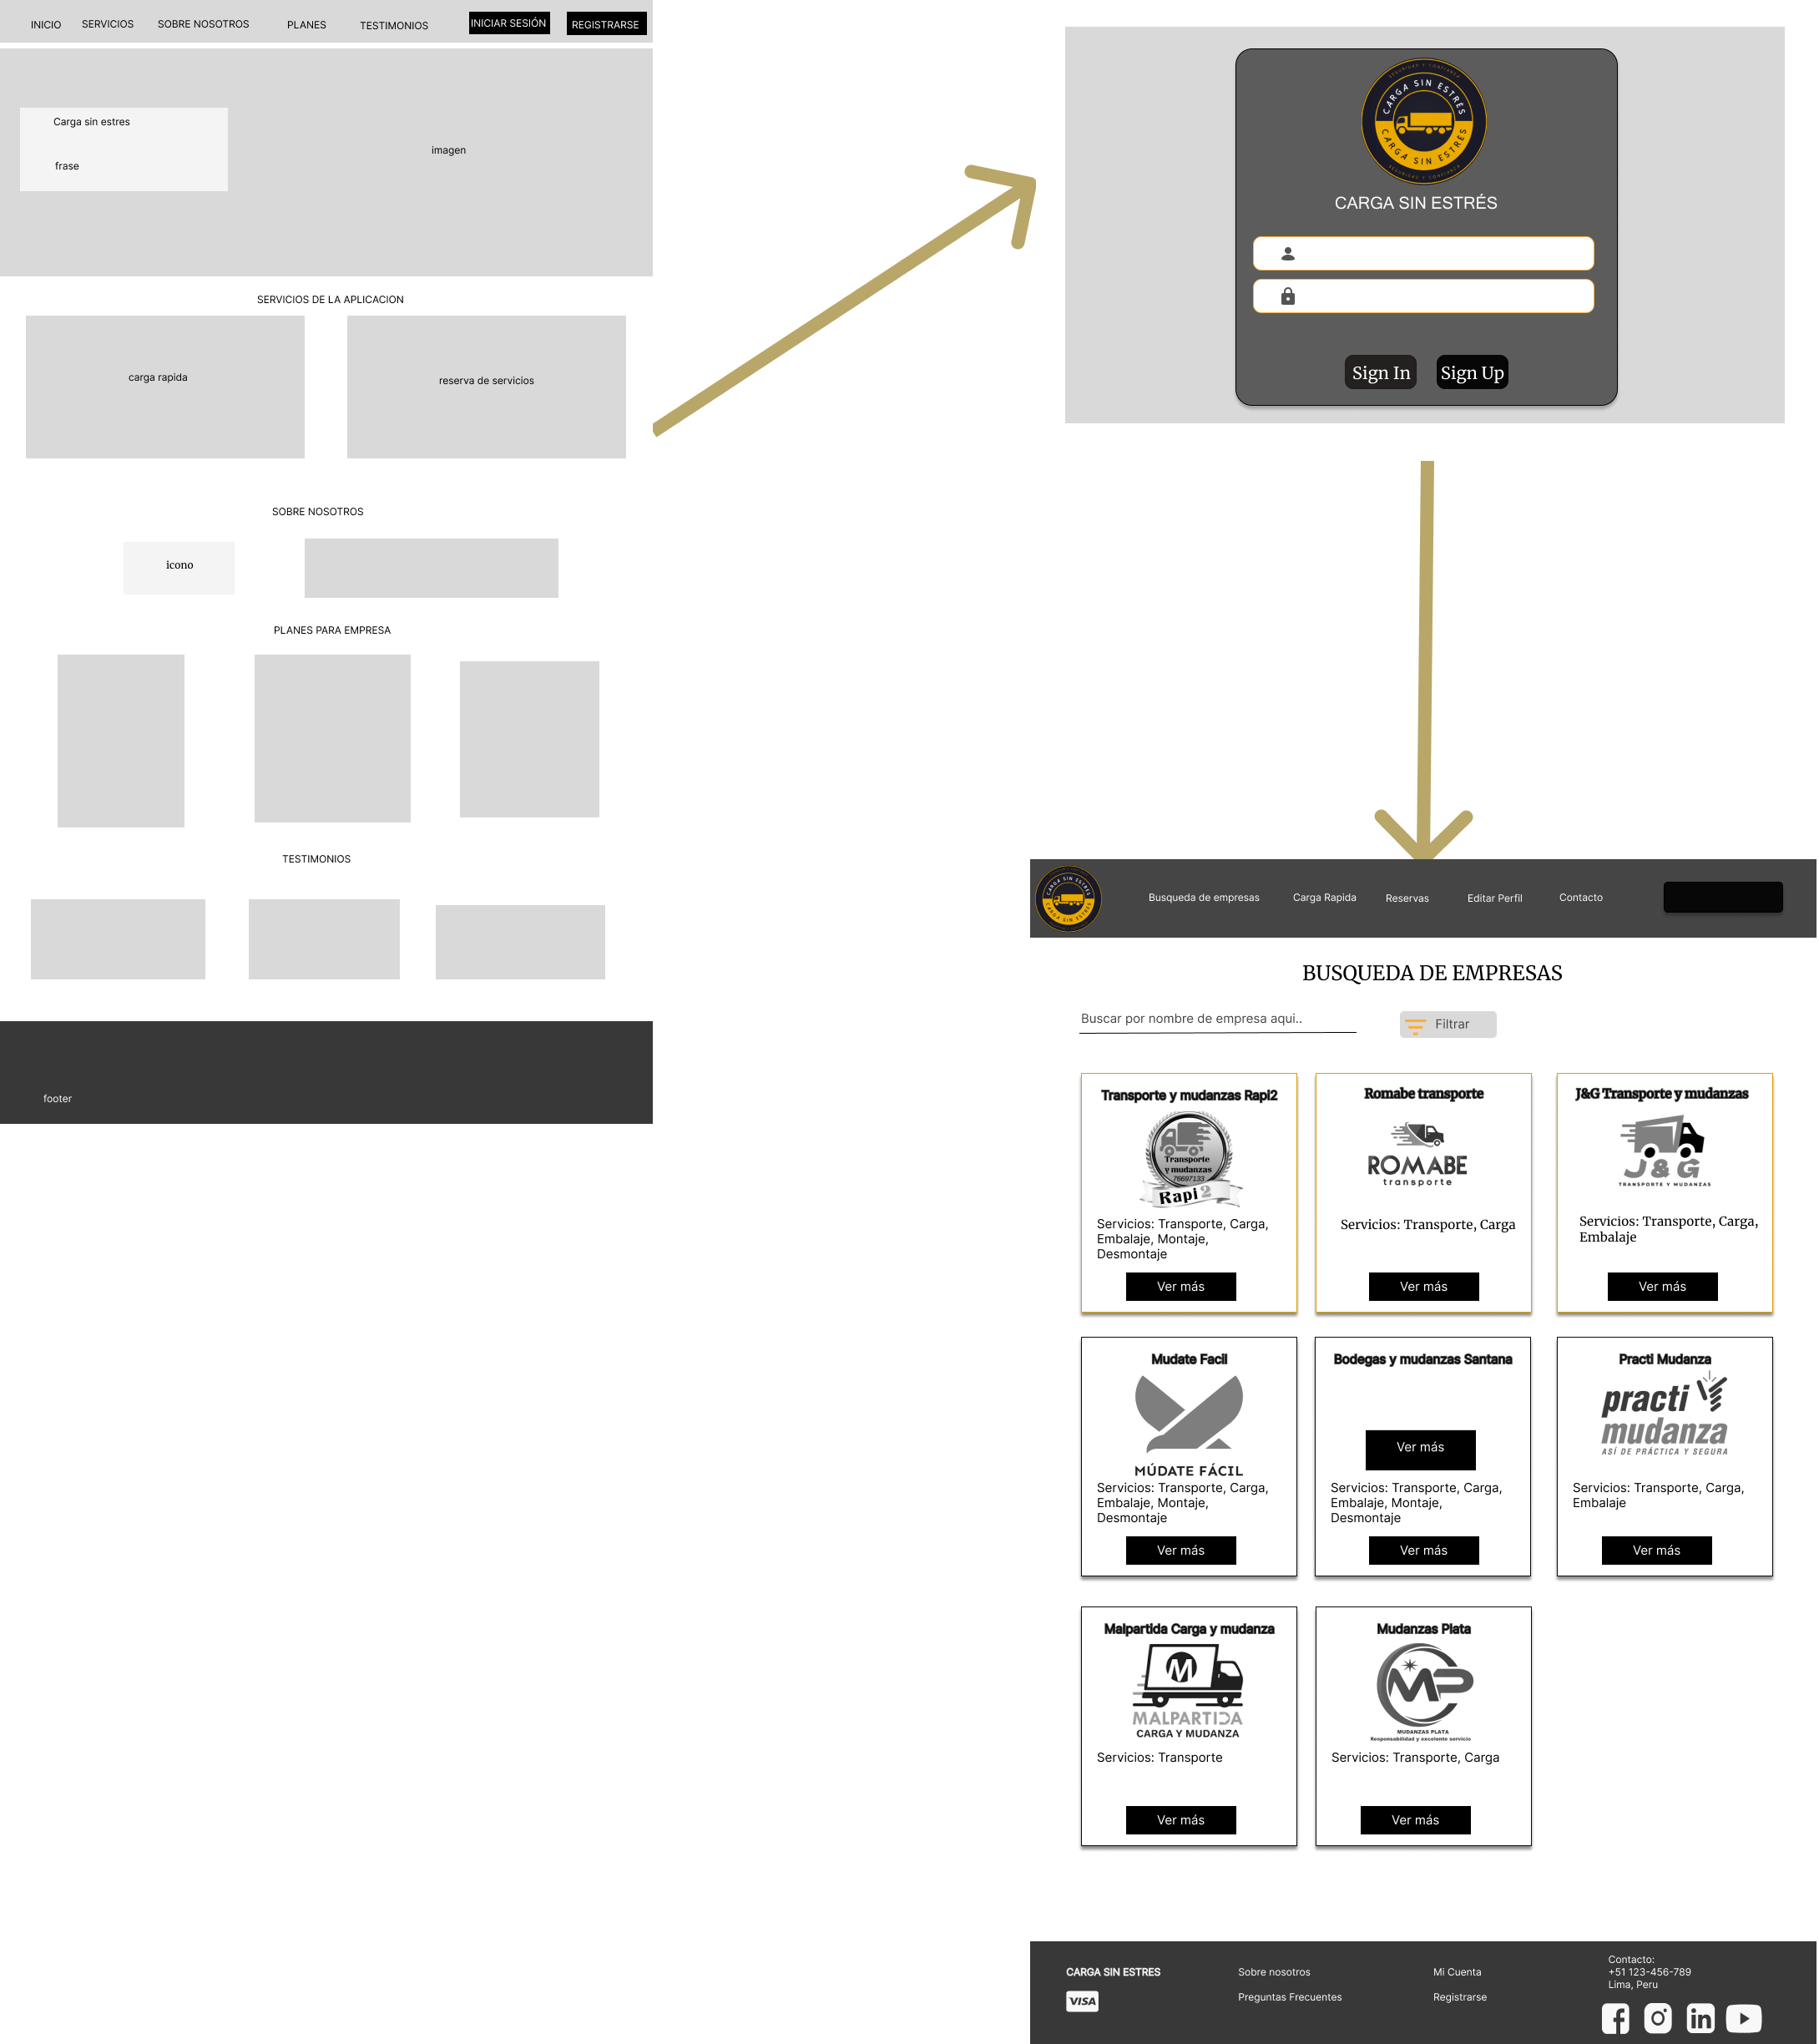 INICIO
SERVICIOS
SOBRE NOSOTROS
PLANES
TESTIMONIOS
INICIAR SESIÓN
REGISTRARSE
Carga sin estres
frase
imagen
SERVICIOS DE LA APLICACION
carga rapida
reserva de servicios
SOBRE NOSOTROS
icono
PLANES PARA EMPRESA
TESTIMONIOS
footer
SEGURIDAD Y CONFIANZA
CARGA SIN ESTRÉS
CARGA SIN ESTRÉS
SEGURIDAD Y CONFIANZA
CARGA SIN ESTRÉS
Sign In
Sign Up
CARGA SIN ESTRÉS
CARGA SIN ESTRÉS
Busqueda de empresas
Carga Rapida
Reservas
Editar Perfil
Contacto
BUSQUEDA DE EMPRESAS
Buscar por nombre de empresa aqui..
Filtrar
Transporte y mudanzas Rapi2
Transporte
y mudanzas
76697133
Rapi 2
Servicios: Transporte, Carga,
Embalaje, Montaje,
Desmontaje
Ver más
Romabe transporte
ROMABE
transporte
Servicios: Transporte, Carga
Ver más
J&G Transporte y mudanzas
J&G
TRANSPORTE Y MUDANZAS
Servicios: Transporte, Carga,
Embalaje
Ver más
Mudate Facil
MÚDATE FÁCIL
Servicios: Transporte, Carga,
Embalaje, Montaje,
Desmontaje
Ver más
Bodegas y mudanzas Santana
Ver más
Servicios: Transporte, Carga,
Embalaje, Montaje,
Desmontaje
Ver más
Practi Mudanza
practi
mudanza
ASÍ DE PRÁCTICA Y SEGURA
Servicios: Transporte, Carga,
Embalaje
Ver más
Malpartida Carga y mudanza
M
MALPARTIDA
CARGA Y MUDANZA
Servicios: Transporte
Ver más
Mudanzas Plata
MP
MUDANZAS PLATA
Responsabilidad y excelente servicio
Servicios: Transporte, Carga
Ver más
CARGA SIN ESTRES
VISA
Sobre nosotros
Preguntas Frecuentes
Mi Cuenta
Registrarse
Contacto:
+51 123-456-789
Lima, Peru